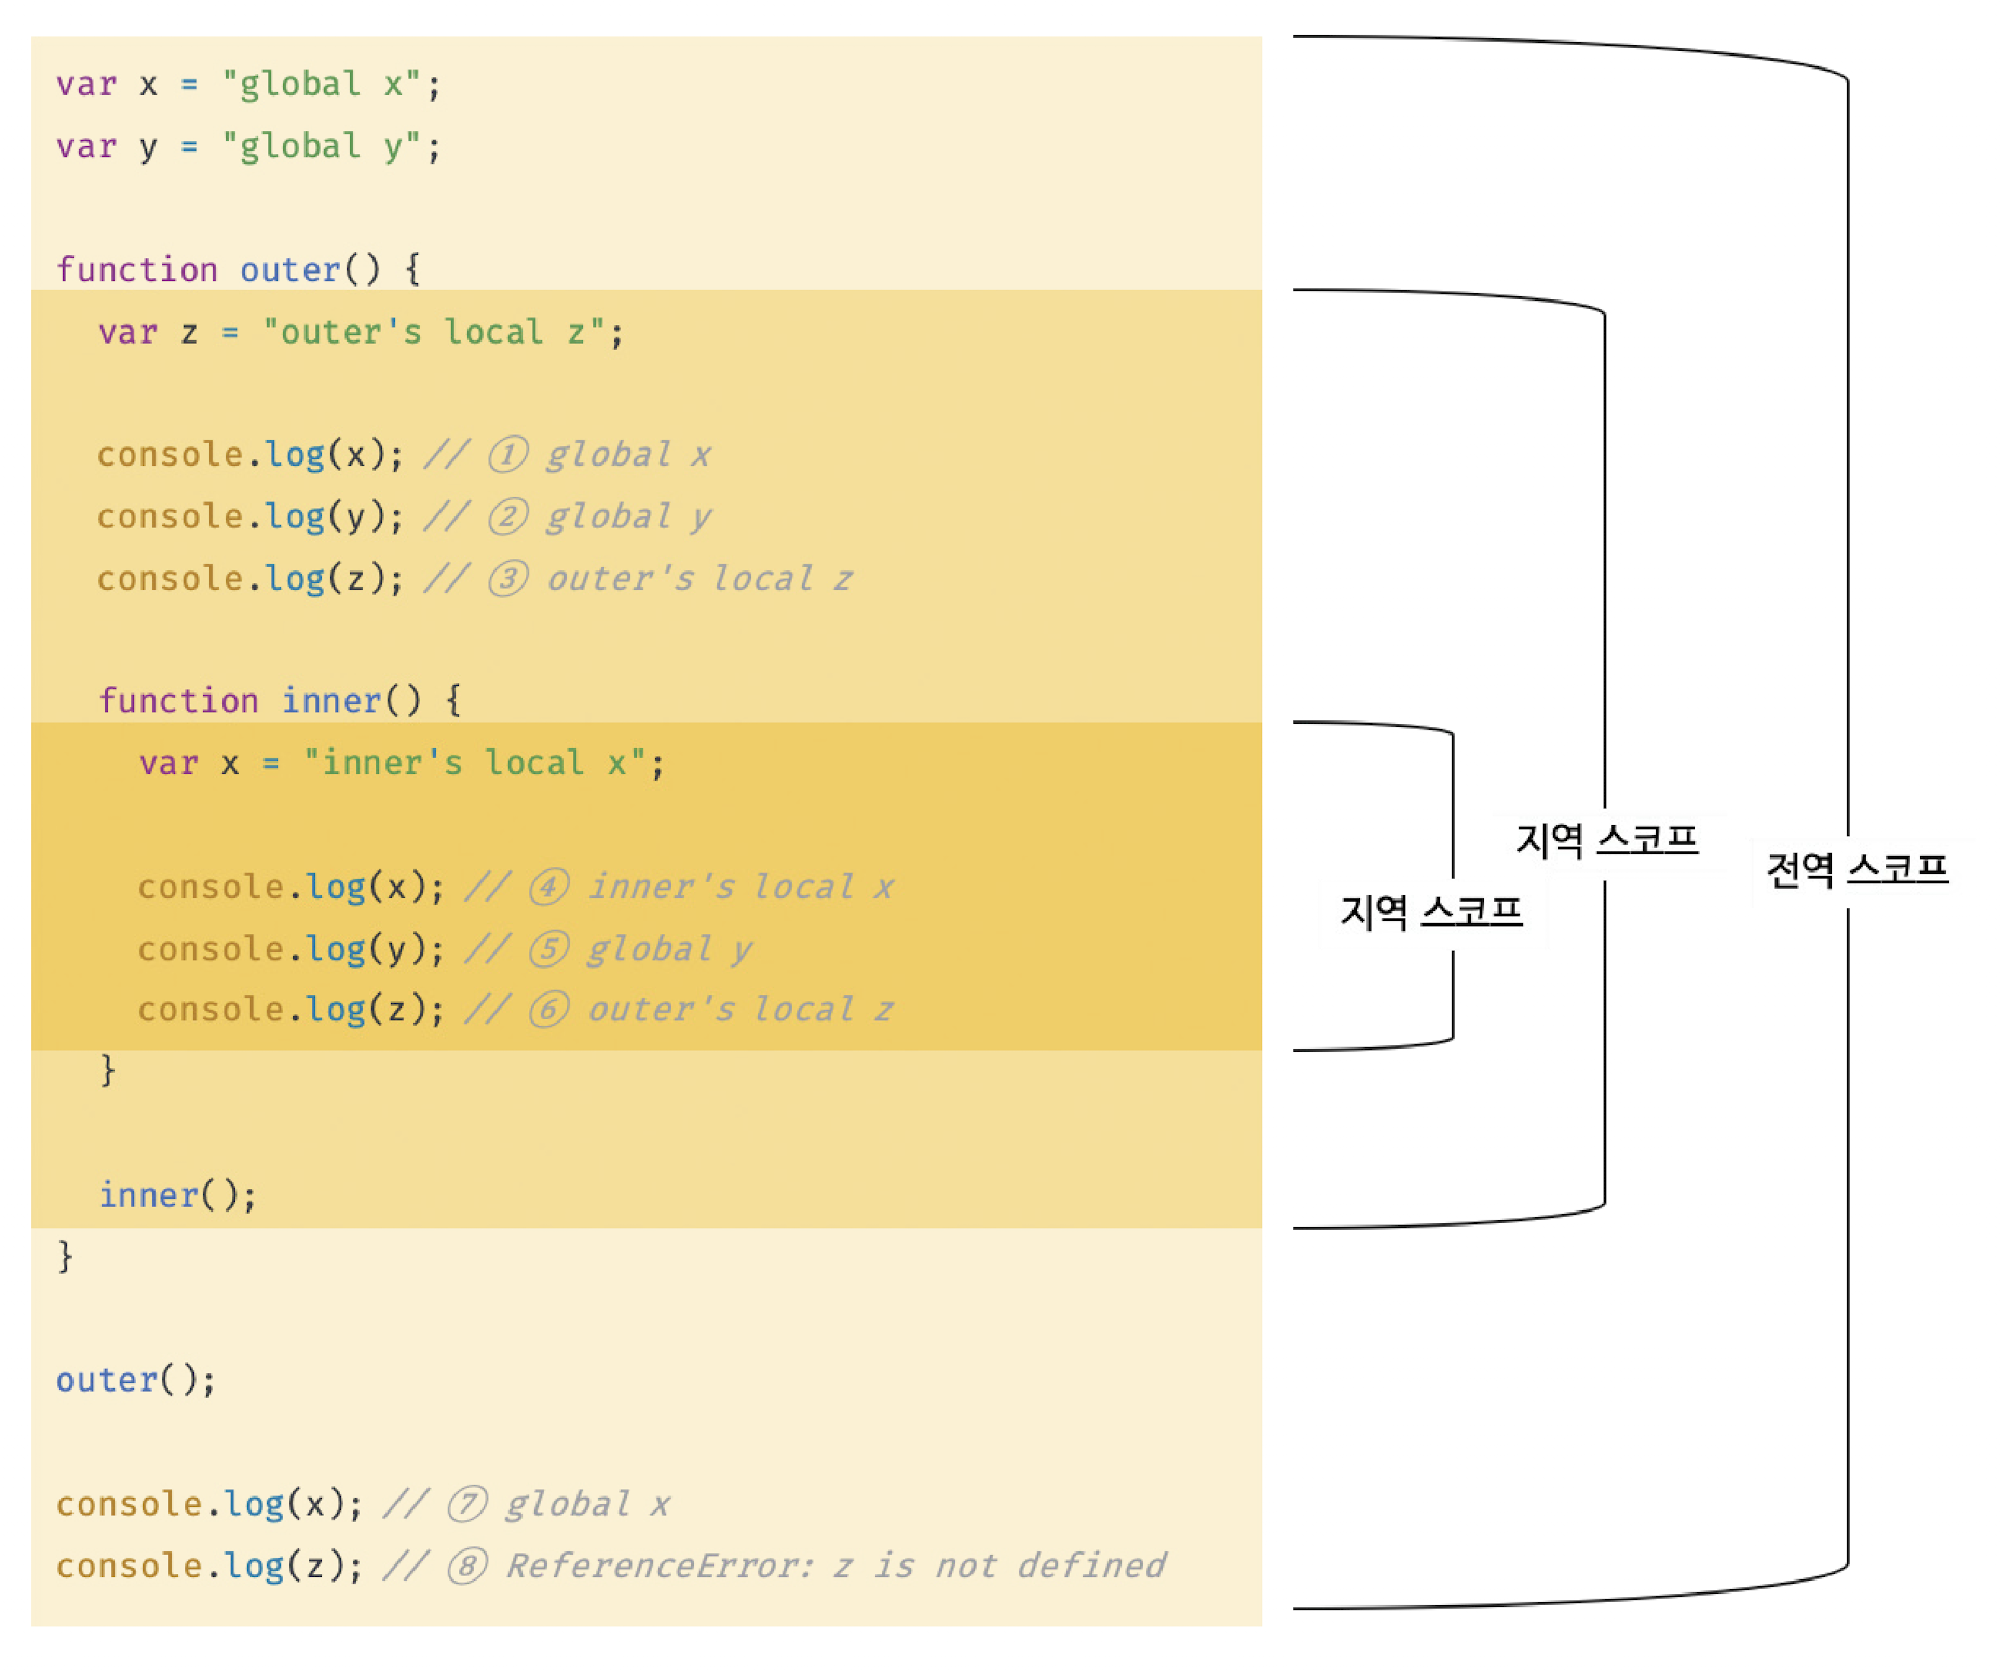 var x = "global x";
var y = "global y";
function outer() {
var z = "outer's local z";
console.log(x); // ① global x
console.log(y); // ② global y
console.log(z); // ③ outer's local z
function inner() {
var x = "inner's local x";
console.log(x); // ④ inner's local x
console.log(y); // ⑤ global y
console.log(z); // ⑥ outer's local z
}
inner();
}
outer();
console.log(x); // ⑦ global x
console.log(z); // ⑧ ReferenceError: z is not defined
지역 스코프
지역 스코프
전역 스코프